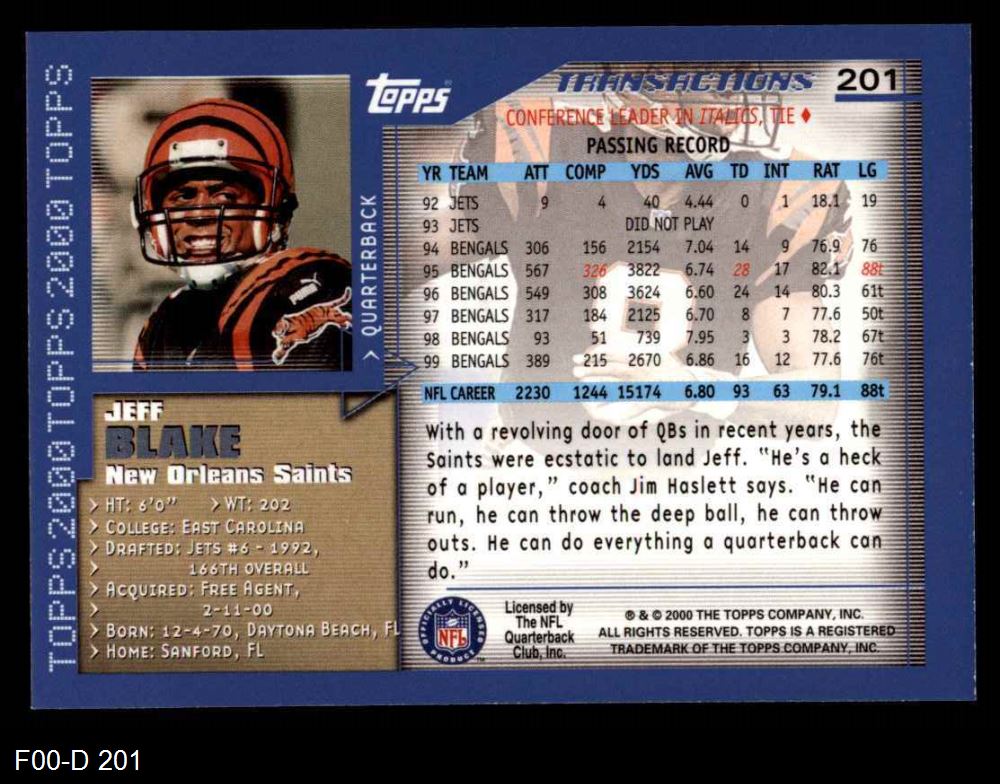 TOPPS2000TOPPS2000TOPPS2000TOPPS
TOPPS
TRANSACTIONS 201
CONFERENCE LEADER IN ITALICS, TIE ♦
PASSING RECORD
YR TEAM ATT COMP YDS AVG TD INT RAT LG
92 JETS 9 4 40 4.44 0 1 18.1 19
93 JETS DID NOT PLAY
94 BENGALS 306 156 2154 7.04 14 9 76.9 76
95 BENGALS 567 326 3822 6.74 28 17 82.1 88t
96 BENGALS 549 308 3624 6.60 24 14 80.3 61t
97 BENGALS 317 184 2125 6.70 8 7 77.6 50t
98 BENGALS 93 51 739 7.95 3 3 78.2 67t
99 BENGALS 389 215 2670 6.86 16 12 77.6 76t
NFL CAREER 2230 1244 15174 6.80 93 63 79.1 88t
> QUARTERBACK
PUMA
JEFF
BLAKE
New Orleans Saints
> HT: 6'0" > WT: 202
> COLLEGE: EAST CAROLINA
> DRAFTED: JETS #6 - 1992,
> 166TH OVERALL
> ACQUIRED: FREE AGENT,
> 2-11-00
> BORN: 12-4-70, DAYTONA BEACH, FL
> HOME: SANFORD, FL
With a revolving door of QBs in recent years, the
Saints were ecstatic to land Jeff. "He's a heck
of a player," coach Jim Haslett says. "He can
run, he can throw the deep ball, he can throw
outs. He can do everything a quarterback can
do."
OFFICIALLY LICENSED PRODUCT
NFL
TM
Licensed by
The NFL
Quarterback
Club, Inc.
® & © 2000 THE TOPPS COMPANY, INC.
ALL RIGHTS RESERVED. TOPPS IS A REGISTERED
TRADEMARK OF THE TOPPS COMPANY, INC.
F00-D 201